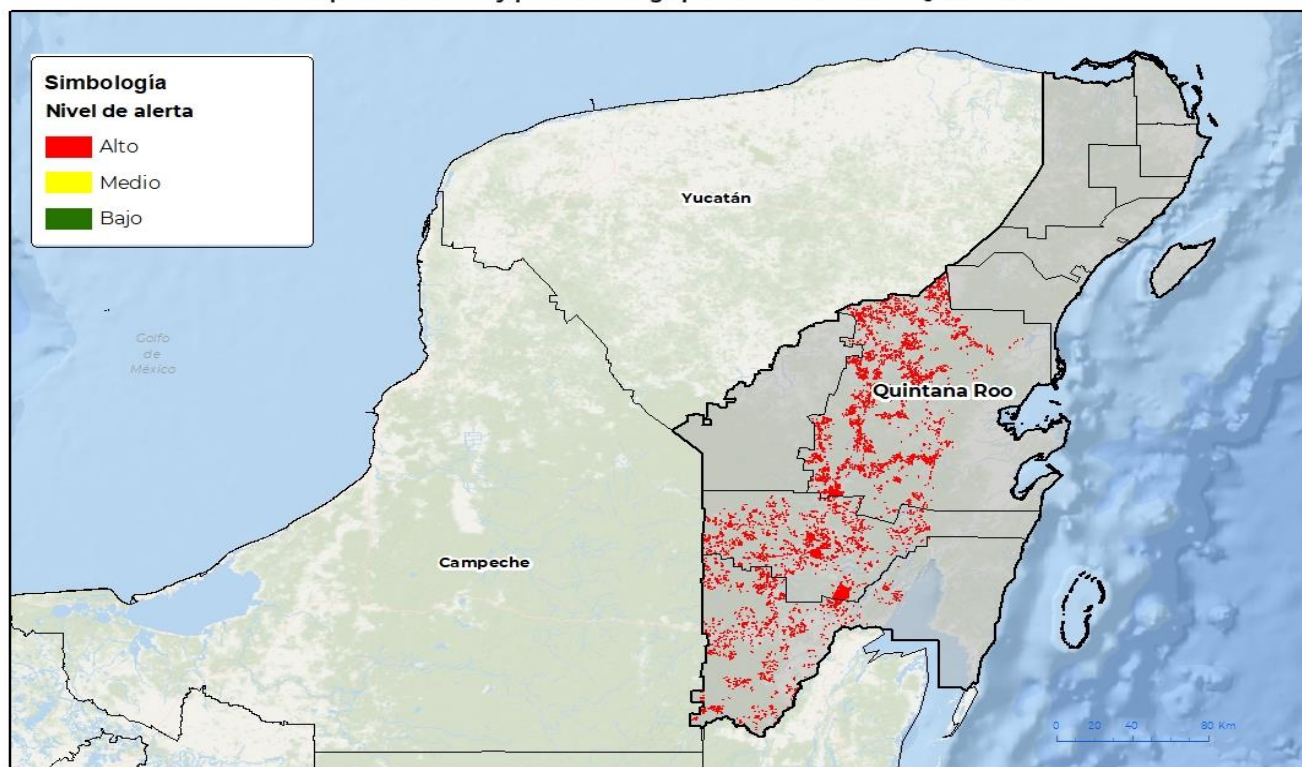 Simbología
Nivel de alerta
Alto
Medio
Bajo
Yucatán
Golfo
de
México
Quintana Roo
Campeche
0 20 40 80 Km